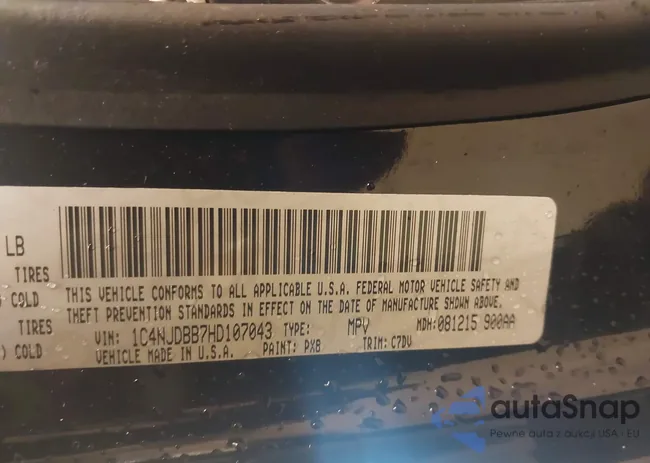 LB
TIRES
COLD
THIS VEHICLE CONFORMS TO ALL APPLICABLE U.S.A. FEDERAL MOTOR VEHICLE SAFETY AND
THEFT PREVENTION STANDARDS IN EFFECT ON THE DATE OF MANUFACTURE SHOWN ABOVE.
TIRES
VIN: 1C4NJDBB7HD107043 TYPE: MPV MDH: 081215 900AA
) COLD
VEHICLE MADE IN U.S.A. PAINT: PX8 TRIM: C7DV
autaSnap
Pewne auta z aukcji USA - EU